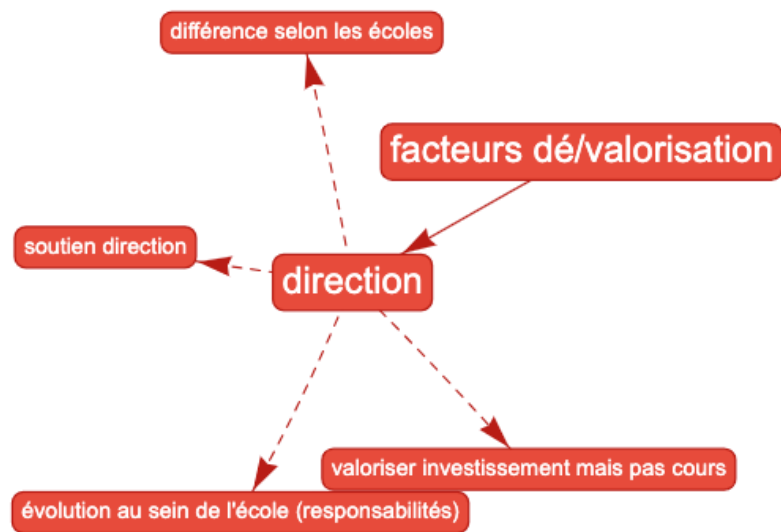 différence selon les écoles
facteurs dé/valorisation
soutien direction
direction
valoriser investissement mais pas cours
évolution au sein de l'école (responsabilités)